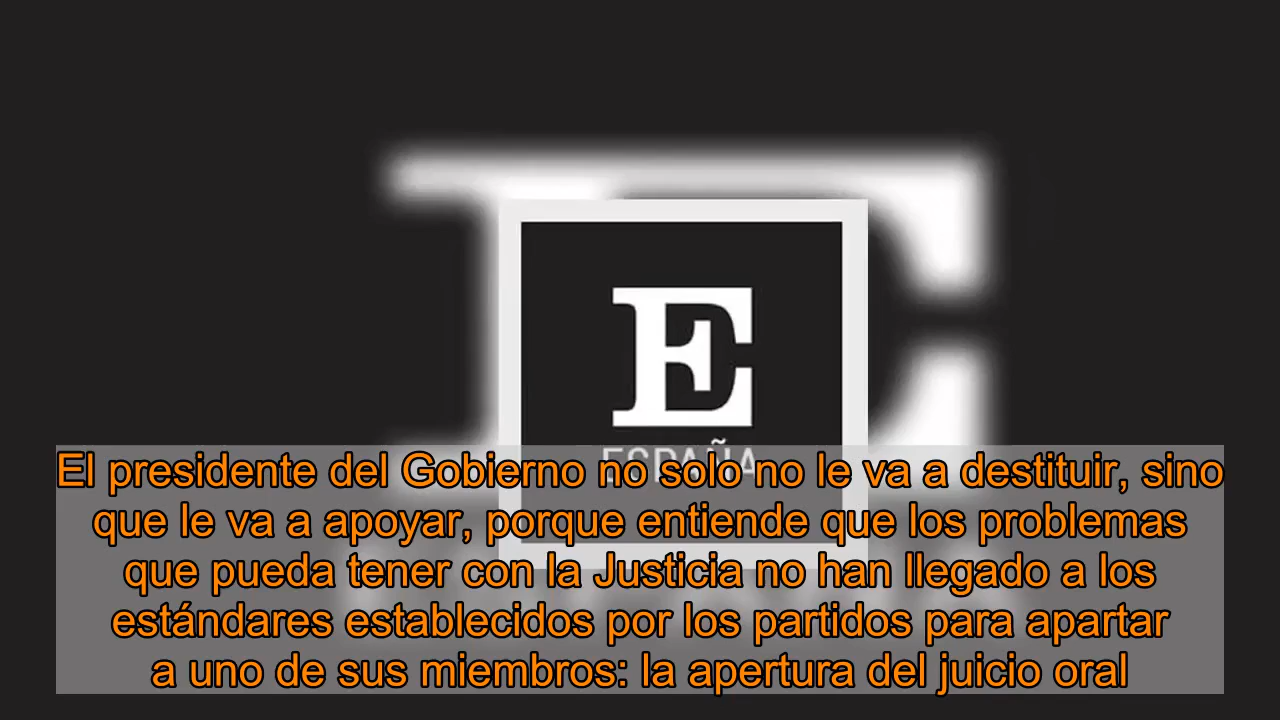 E
ESPAÑA
El presidente del Gobierno no solo no le va a destituir, sino
que le va a apoyar, porque entiende que los problemas
que pueda tener con la Justicia no han llegado a los
estándares establecidos por los partidos para apartar
a uno de sus miembros: la apertura del juicio oral